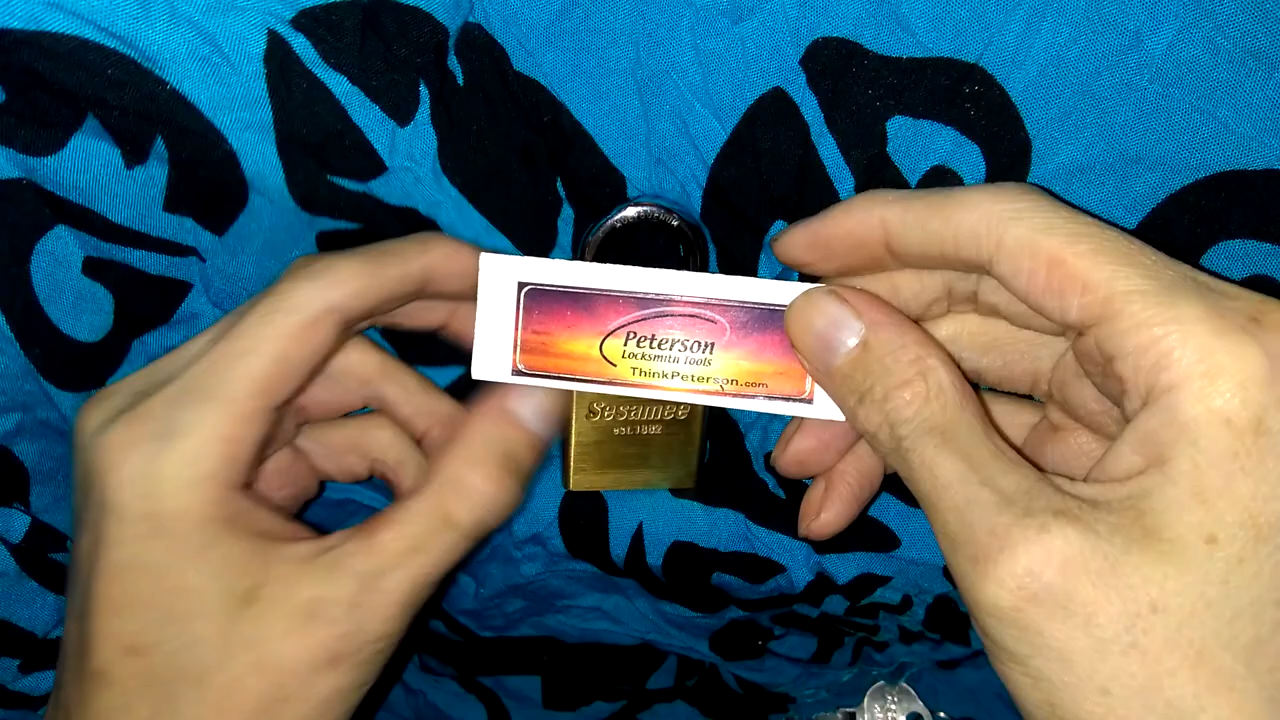 Peterson
Locksmith Tools
ThinkPeterson.com
Sesamee
est.1882